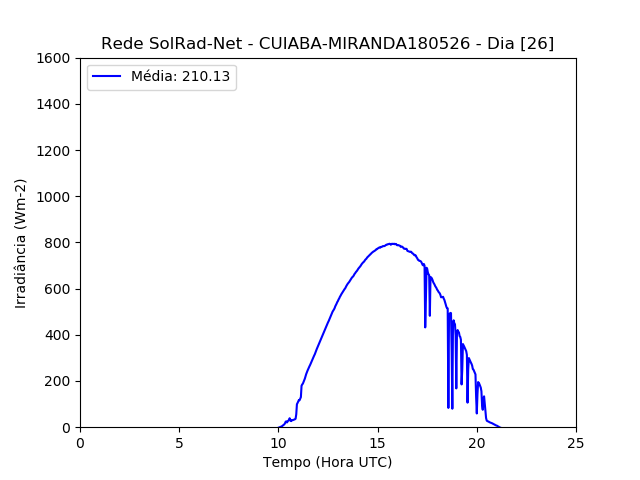 Rede SolRad-Net - CUIABA-MIRANDA180526 - Dia [26]
1600
1400
1200
1000
800
600
400
200
0
Média: 210.13
Irradiância (Wm-2)
0 5 10 15 20 25
Tempo (Hora UTC)